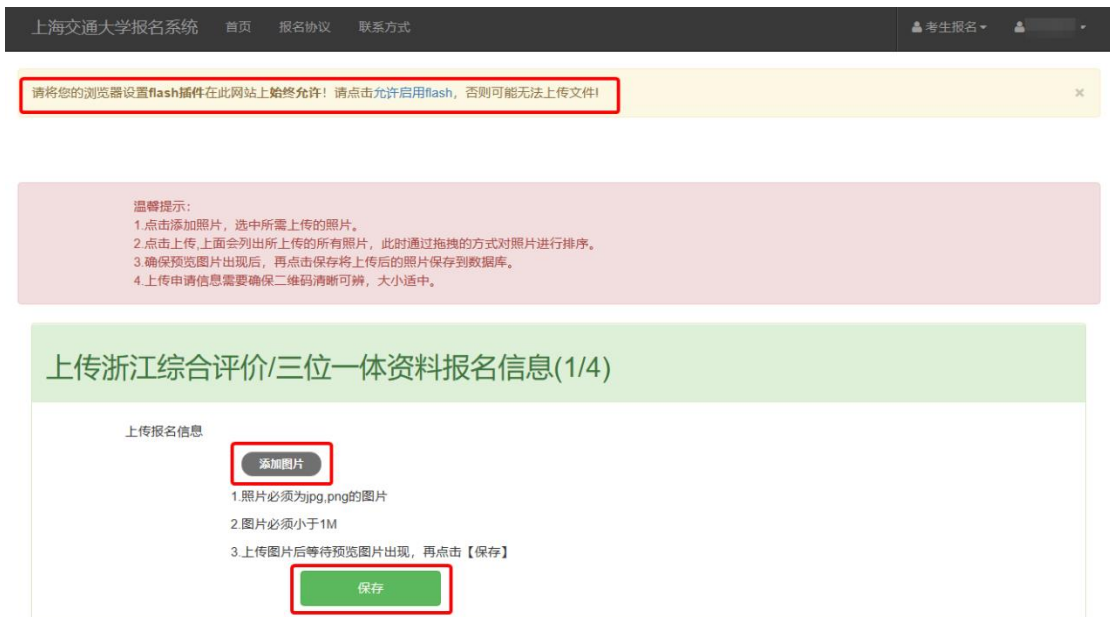 上海交通大学报名系统 首页 报名协议 联系方式 考生报名
请将您的浏览器设置flash插件在此网站上始终允许！请点击允许启用flash，否则可能无法上传文件!
×
温馨提示：
1.点击添加照片，选中所需上传的照片。
2.点击上传,上面会列出所上传的所有照片，此时通过拖拽的方式对照片进行排序。
3.确保预览图片出现后，再点击保存将上传后的照片保存到数据库。
4.上传申请信息需要确保二维码清晰可辨，大小适中。
上传浙江综合评价/三位一体资料报名信息(1/4)
上传报名信息
添加图片
1.照片必须为jpg,png的图片
2.图片必须小于1M
3.上传图片后等待预览图片出现，再点击【保存】
保存